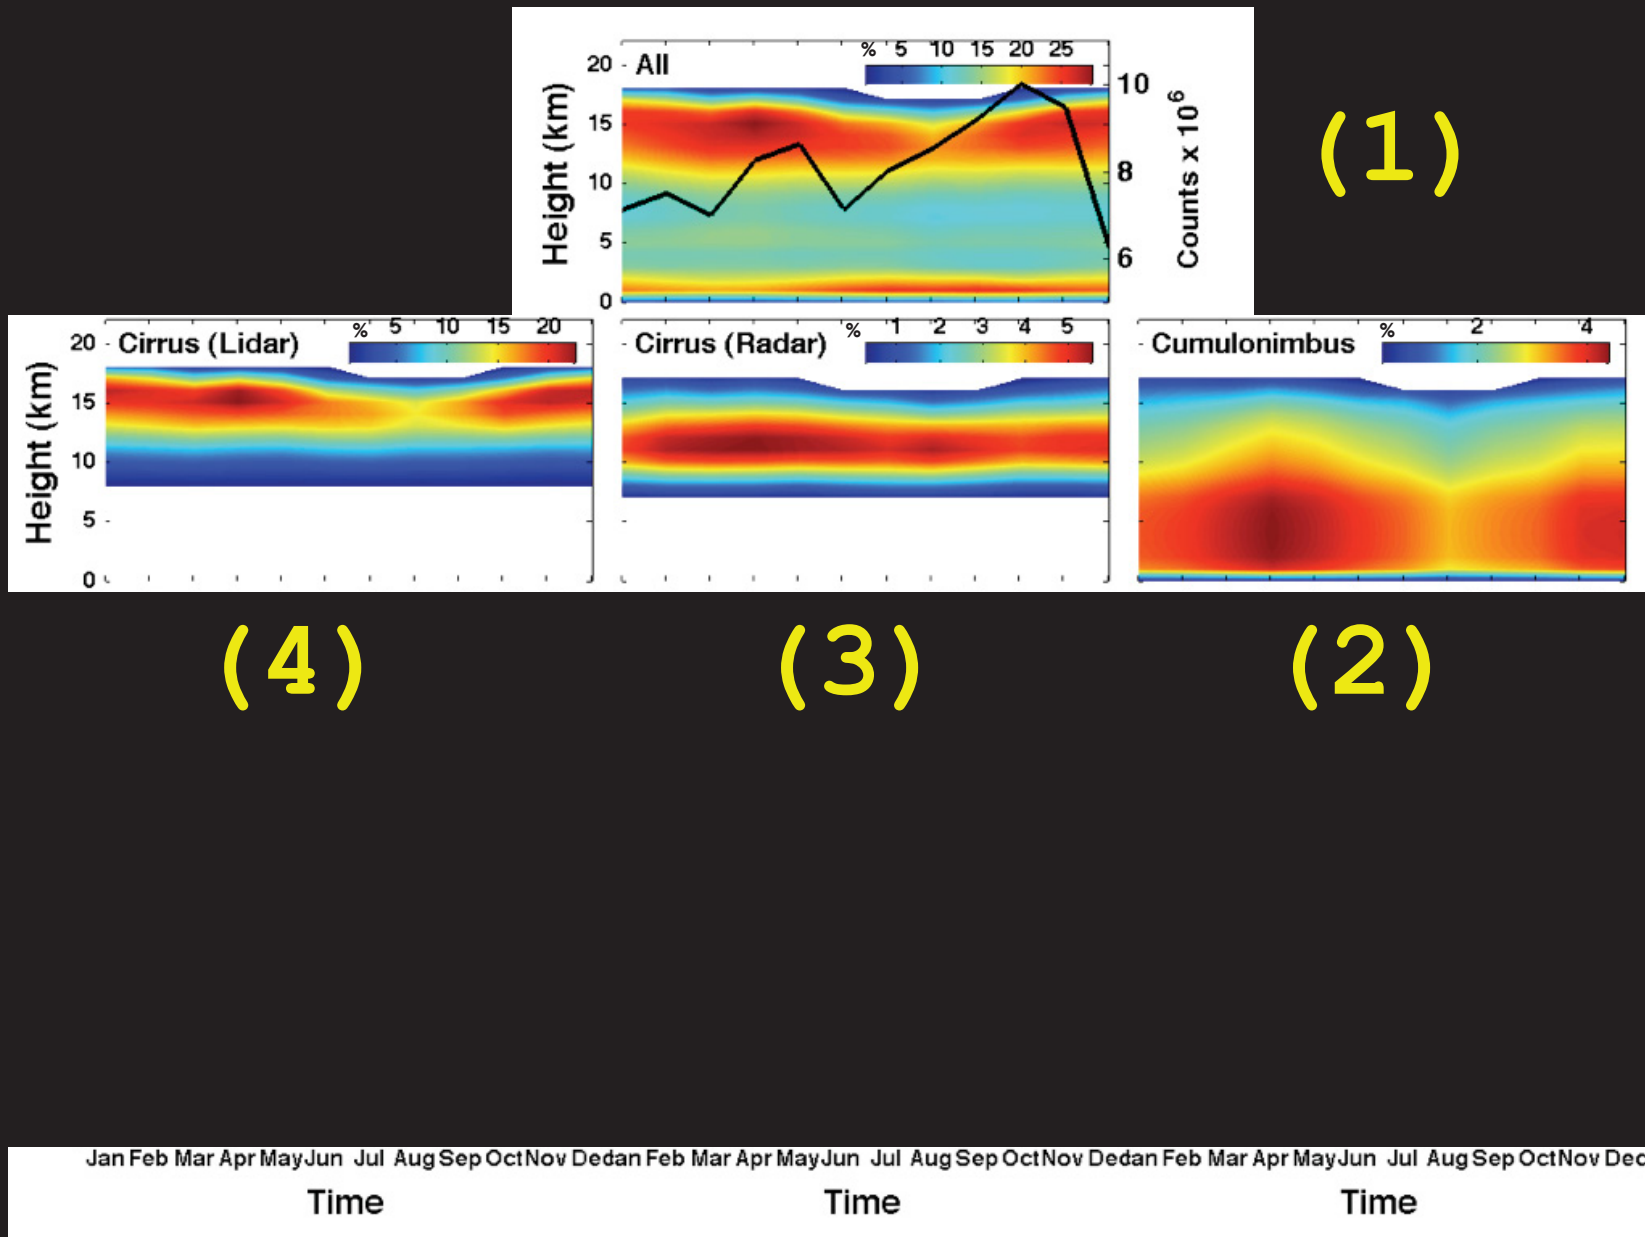 % 5 10 15 20 25
All
20
15
10
5
0
Height (km)
10
8
6
Counts x 10⁶
(1)
% 5 10 15 20
Cirrus (Lidar)
20
15
10
5
0
Height (km)
% 1 2 3 4 5
Cirrus (Radar)
% 2 4
Cumulonimbus
(4) (3) (2)
Jan Feb Mar Apr May Jun Jul Aug Sep Oct Nov Dedan Feb Mar Apr May Jun Jul Aug Sep Oct Nov Dedan Feb Mar Apr May Jun Jul Aug Sep Oct Nov Dec
Time Time Time